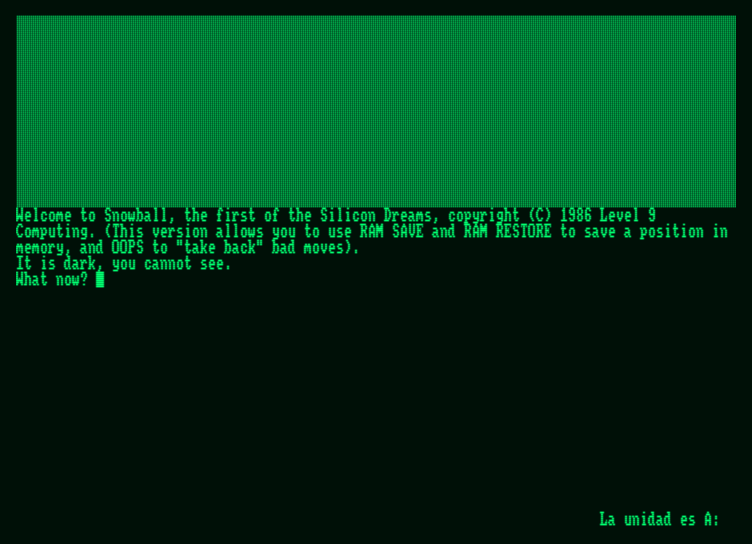 Welcome to Snowball, the first of the Silicon Dreams, copyright (C) 1986 Level 9
Computing. (This version allows you to use RAM SAVE and RAM RESTORE to save a position in
memory, and OOPS to "take back" bad moves).
It is dark, you cannot see.
What now?
La unidad es A: